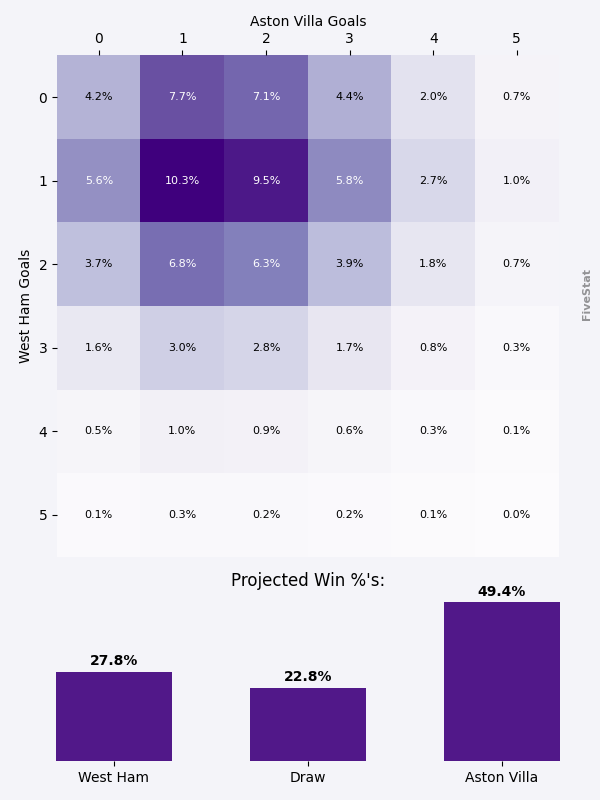 Aston Villa Goals
0 1 2 3 4 5
0 4.2% 7.7% 7.1% 4.4% 2.0% 0.7%
1 5.6% 10.3% 9.5% 5.8% 2.7% 1.0%
2 3.7% 6.8% 6.3% 3.9% 1.8% 0.7%
3 1.6% 3.0% 2.8% 1.7% 0.8% 0.3%
4 0.5% 1.0% 0.9% 0.6% 0.3% 0.1%
5 0.1% 0.3% 0.2% 0.2% 0.1% 0.0%
West Ham Goals
FiveStat
Projected Win %'s:
27.8% 22.8% 49.4%
West Ham Draw Aston Villa